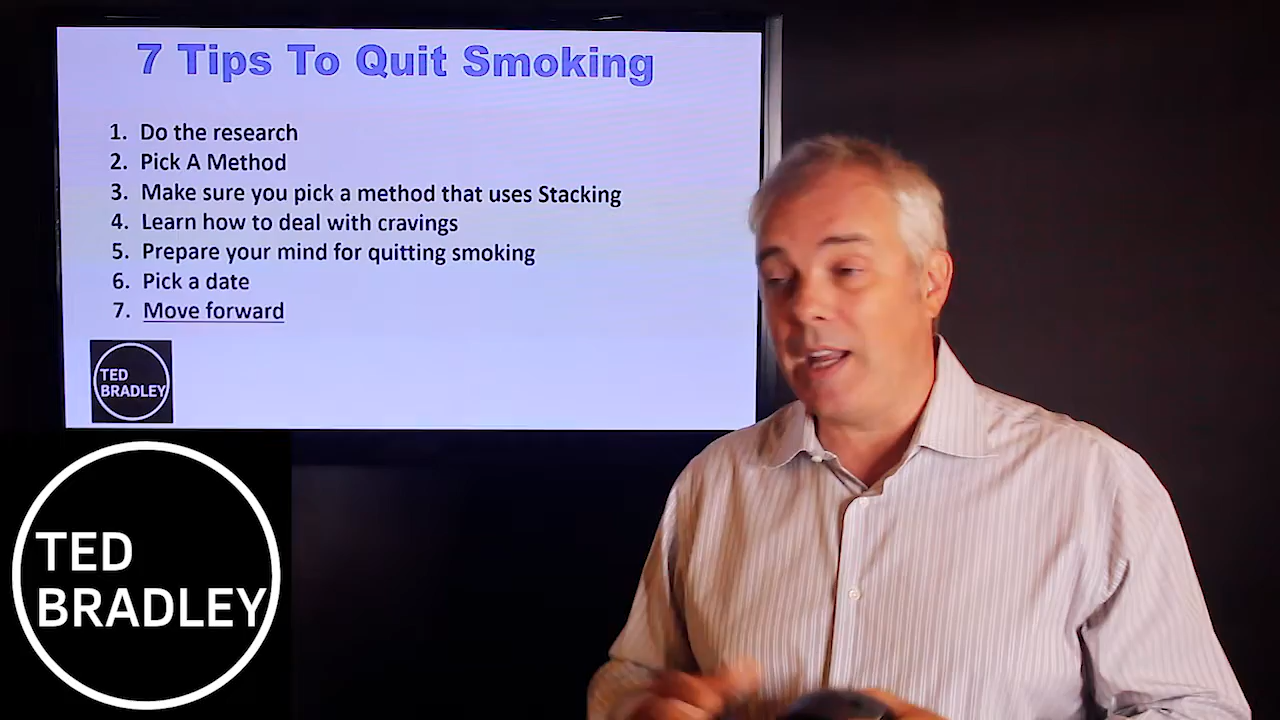 7 Tips To Quit Smoking
1. Do the research
2. Pick A Method
3. Make sure you pick a method that uses Stacking
4. Learn how to deal with cravings
5. Prepare your mind for quitting smoking
6. Pick a date
7. Move forward
TED
BRADLEY
TED
BRADLEY